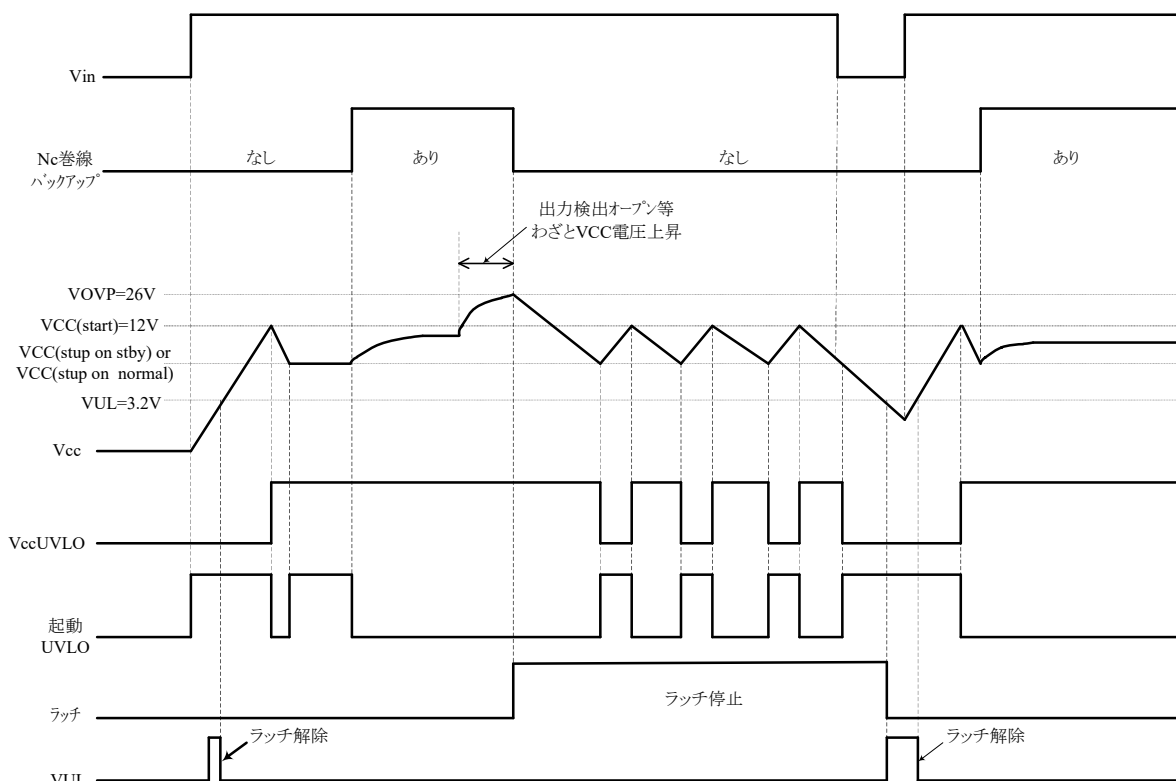 Vin
Nc巻線
バックアップ
なし
あり
なし
あり
出力検出オープン等
わざとVCC電圧上昇
VOVP=26V
VCC(start)=12V
VCC(stup on stby) or
VCC(stup on normal)
VUL=3.2V
Vcc
VccUVLO
起動
UVLO
ラッチ
ラッチ停止
ラッチ解除
ラッチ解除
VUL